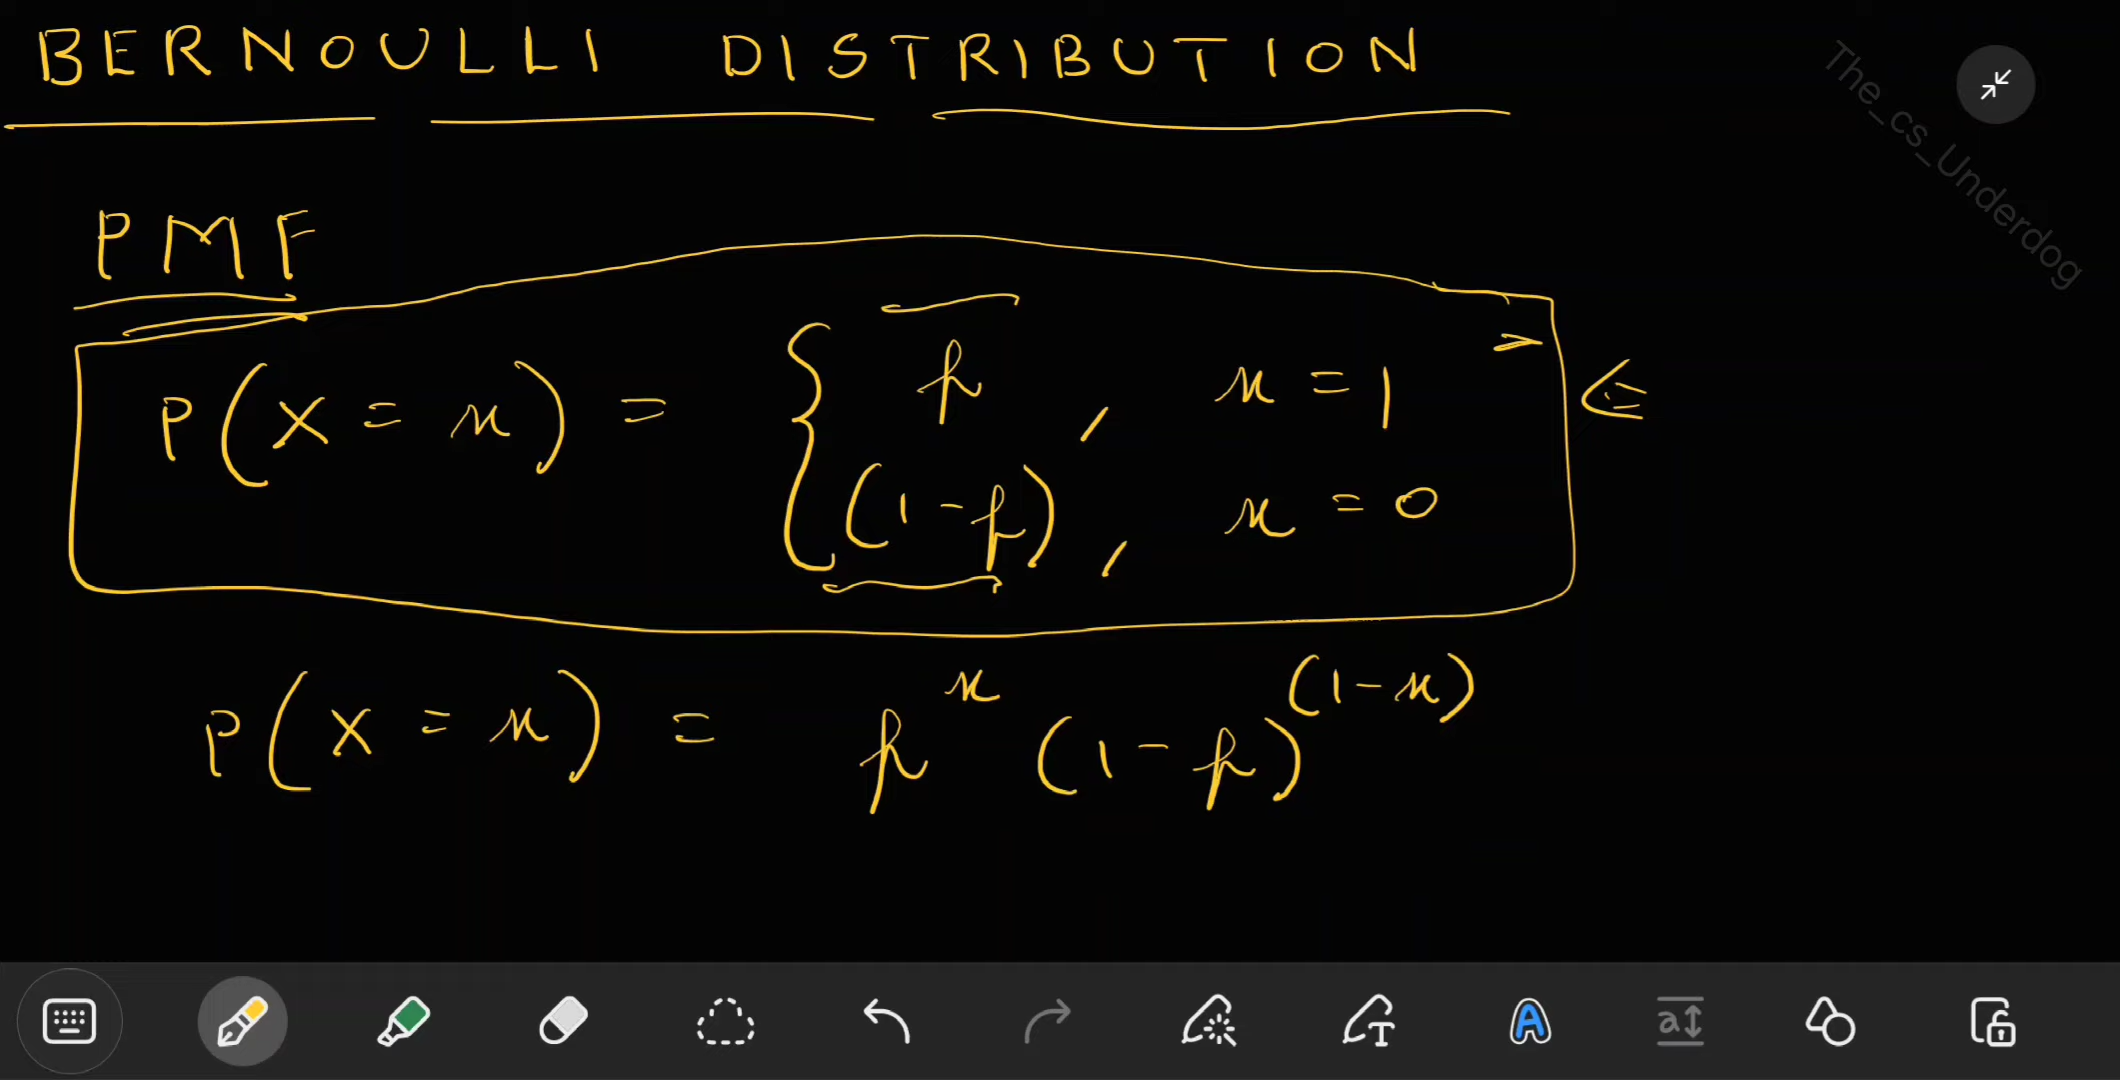 BERNOULLI DISTRIBUTION
The_cs_Underdog
PMF
P(X = x) = { p , x = 1
(1-p) , x = 0
P(X = x) = p^x (1-p)^(1-x)